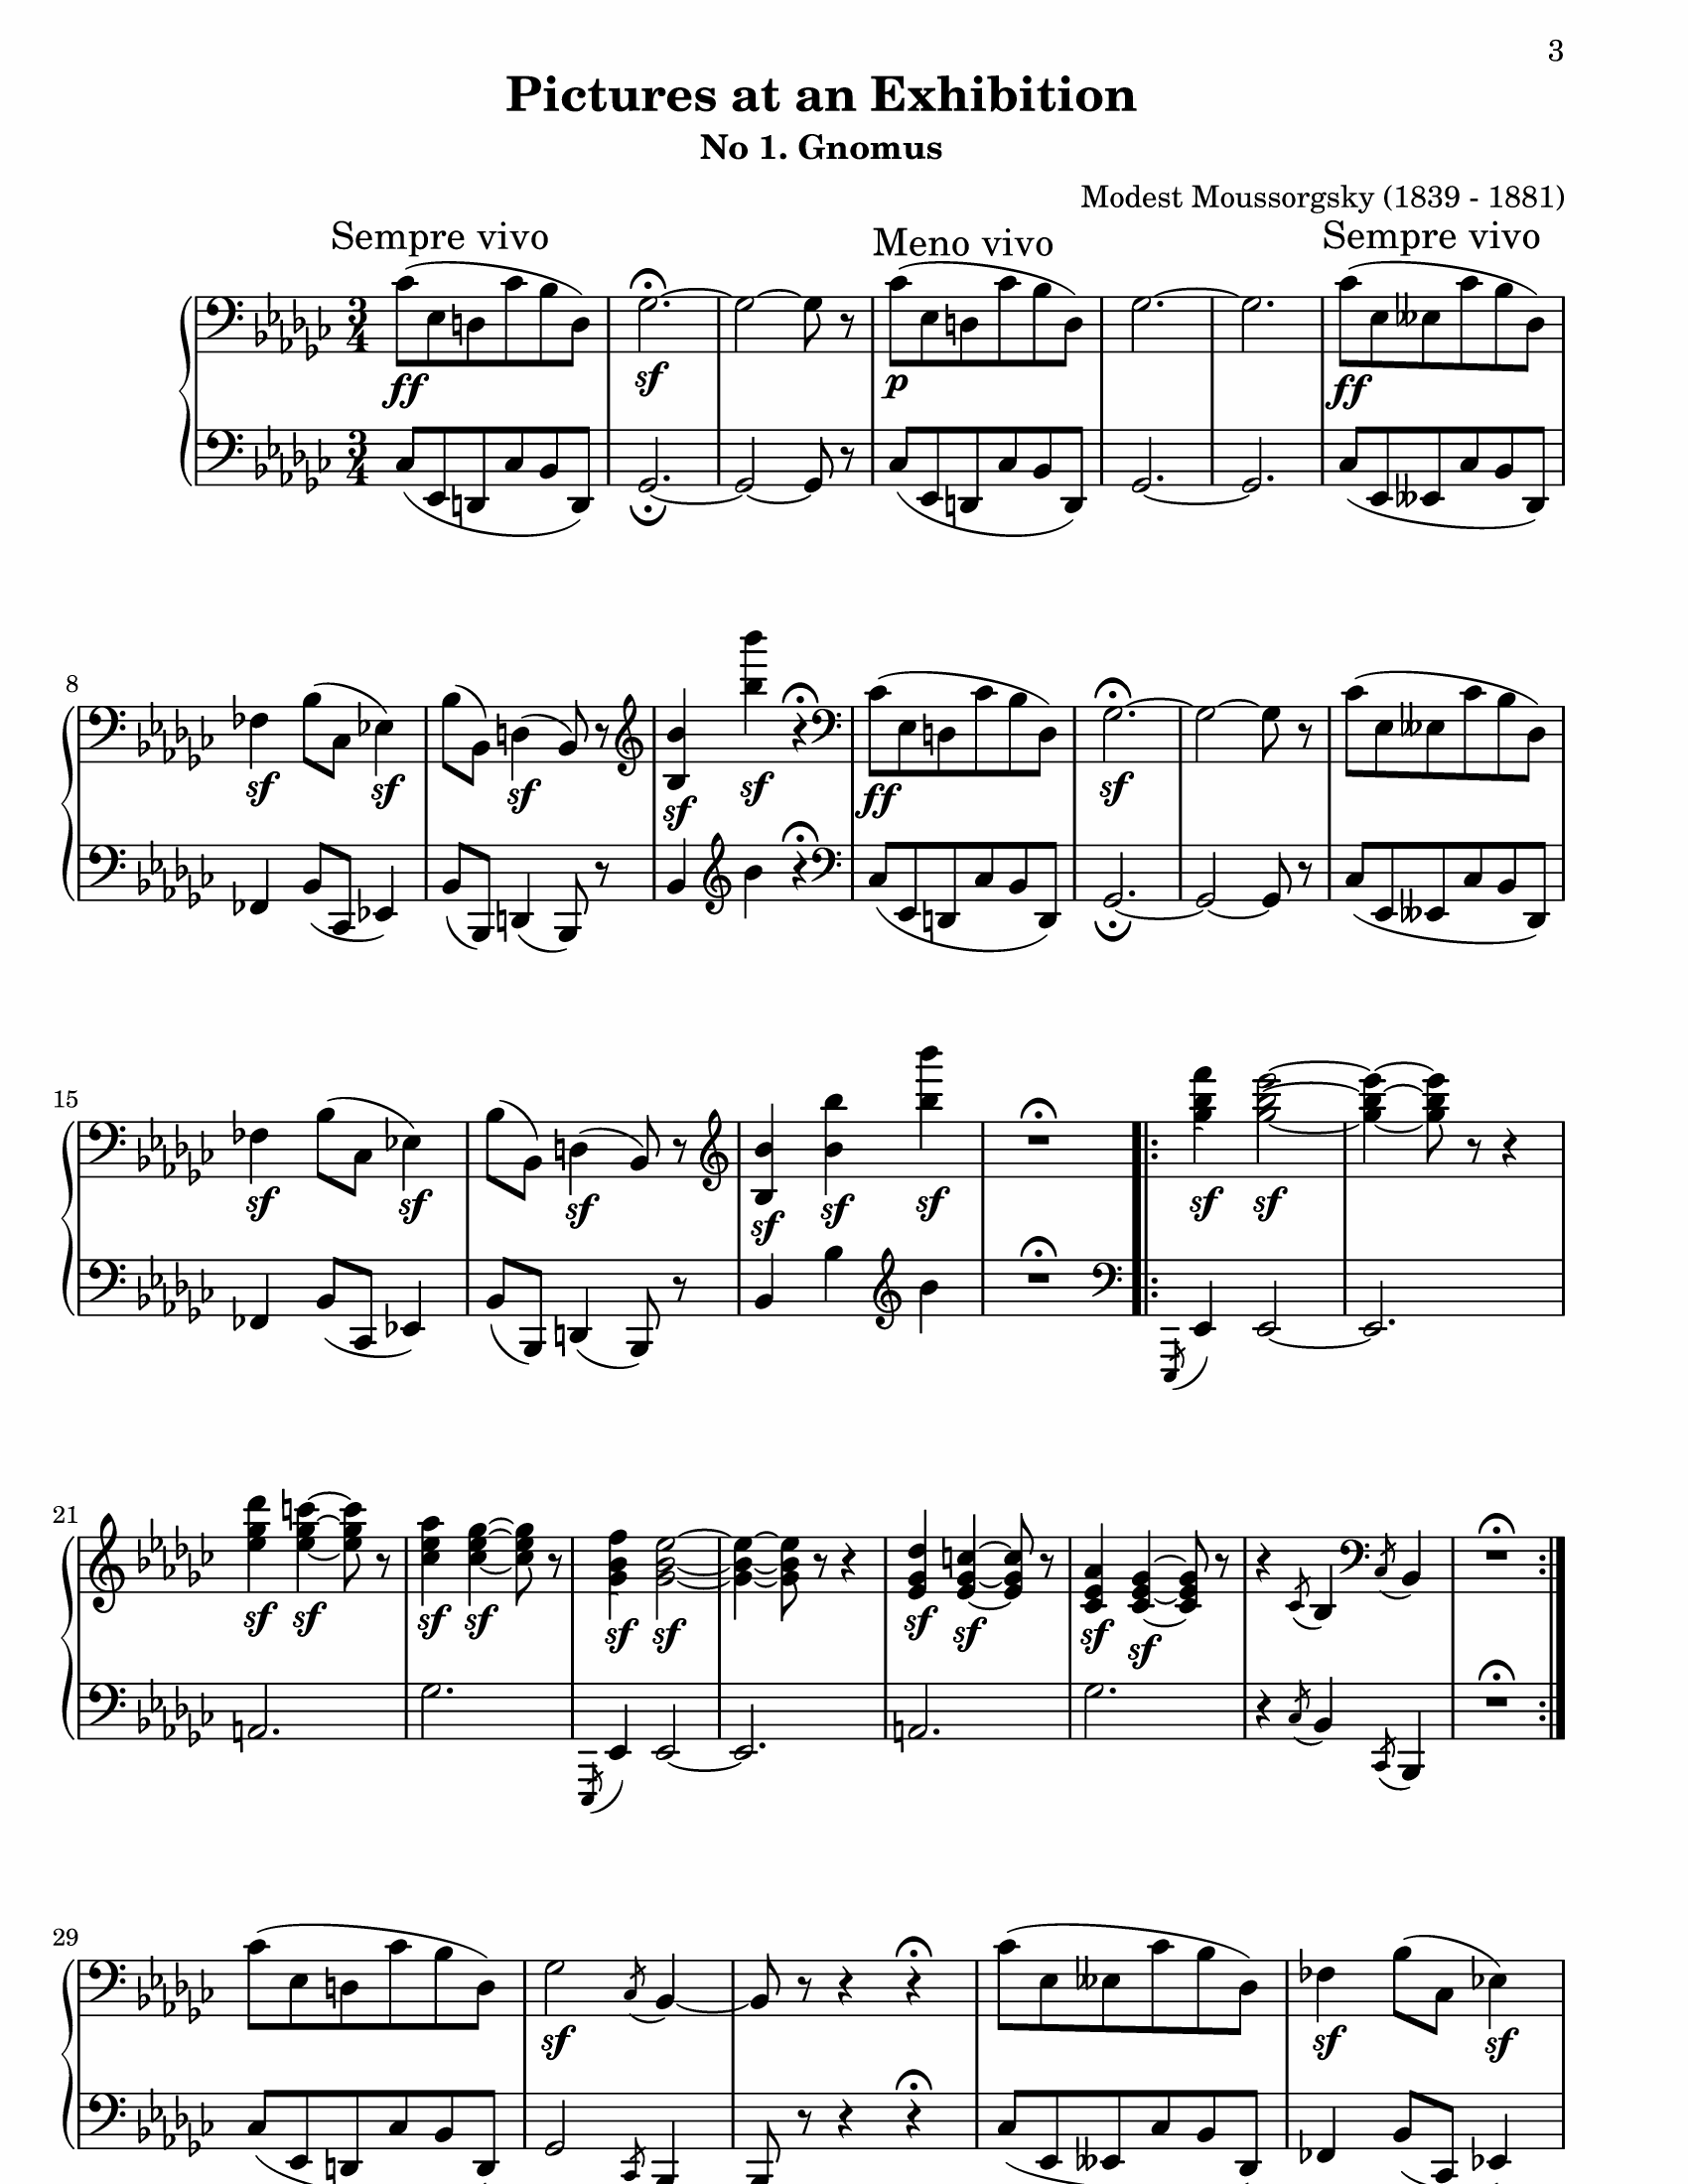 3
Pictures at an Exhibition
No 1. Gnomus
Modest Moussorgsky (1839 - 1881)
Sempre vivo Meno vivo Sempre vivo
3 4
ff sf p ff
3 4
8
sf sf sf sf sf ff sf
15
sf sf sf sf sf sf sf sf
21
sf sf sf sf sf sf sf sf sf sf
29
sf sf sf